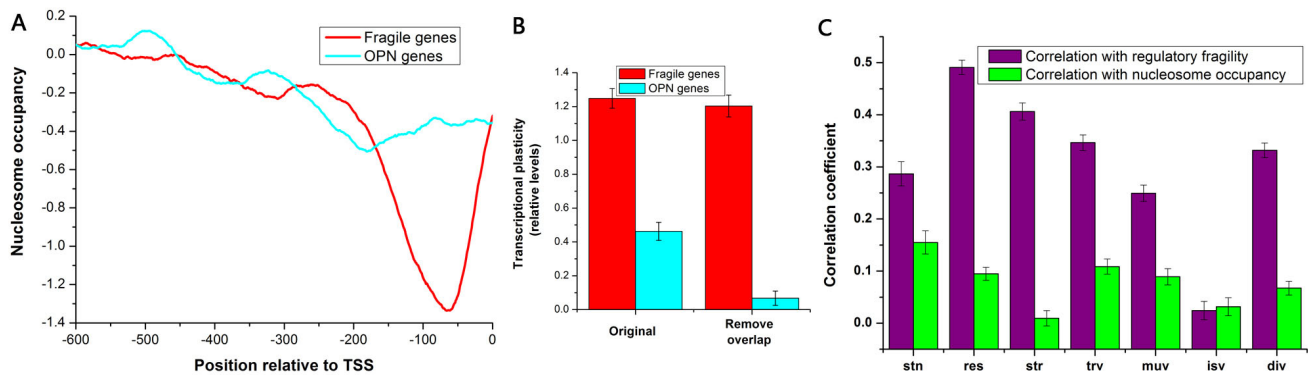 A
0.2
0.0
-0.2
-0.4
-0.6
-0.8
-1.0
-1.2
-1.4
Nucleosome occupancy
Fragile genes
OPN genes
-600 -500 -400 -300 -200 -100 0
Position relative to TSS
B
1.4
1.2
1.0
0.8
0.6
0.4
0.2
0.0
Transcriptional plasticity
(relative levels)
Fragile genes
OPN genes
Original
Remove
overlap
C
0.5
0.4
0.3
0.2
0.1
0.0
Correlation coefficient
Correlation with regulatory fragility
Correlation with nucleosome occupancy
stn res str trv muv isv div